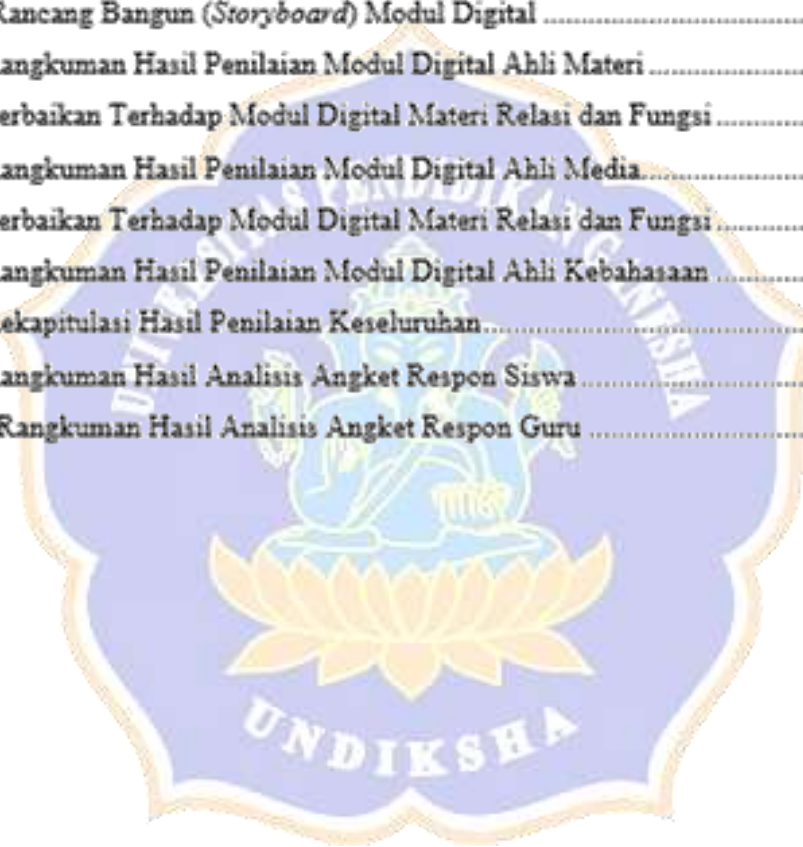 Rancang Bangun (Storyboard) Modul Digital ........................................
angkuman Hasil Penilaian Modul Digital Ahli Materi ........................
erbaikan Terhadap Modul Digital Materi Relasi dan Fungsi .............
angkuman Hasil Penilaian Modul Digital Ahli Media.........................
erbaikan Terhadap Modul Digital Materi Relasi dan Fungsi .............
angkuman Hasil Penilaian Modul Digital Ahli Kebahasaan .............
ekapitulasi Hasil Penilaian Keseluruhan..................................................
angkuman Hasil Analisis Angket Respon Siswa ..................................
Rangkuman Hasil Analisis Angket Respon Guru .................................
UNIVERSITAS PENDIDIKAN GANESHA
UNDIKSHA